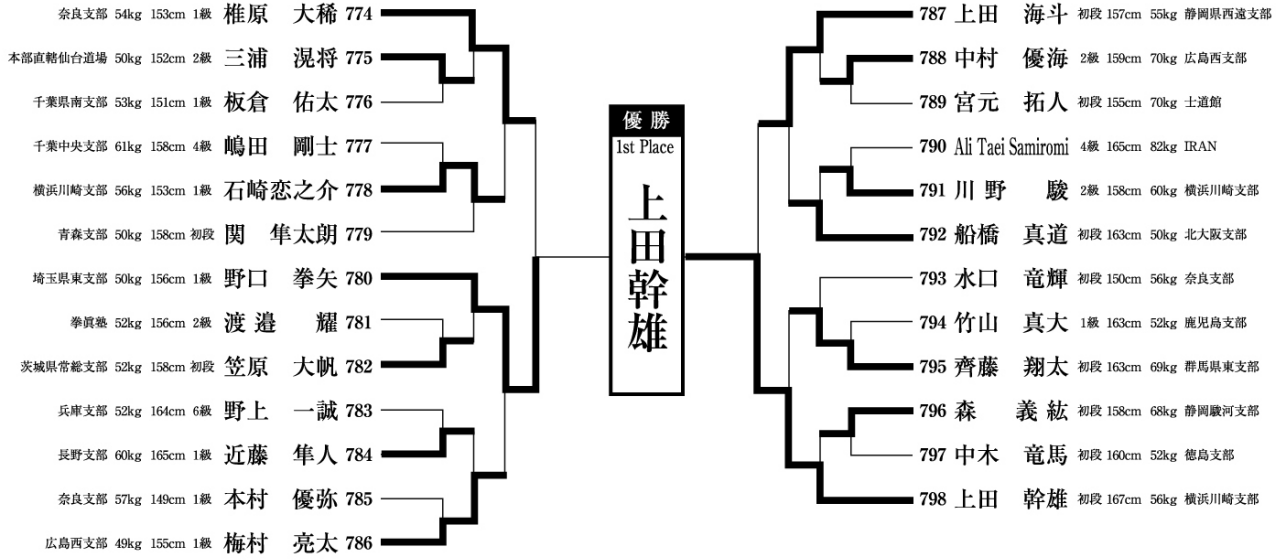 奈良支部 54kg 153cm 1級 椎原 大稀 774
本部直轄仙台道場 50kg 152cm 2級 三浦 滉将 775
千葉県南支部 53kg 151cm 1級 板倉 佑太 776
千葉中央支部 61kg 158cm 4級 嶋田 剛士 777
横浜川崎支部 56kg 153cm 1級 石崎恋之介 778
青森支部 50kg 158cm 初段 関 隼太朗 779
埼玉県東支部 50kg 156cm 1級 野口 拳矢 780
拳眞塾 52kg 156cm 2級 渡邉 耀 781
茨城県常総支部 52kg 158cm 初段 笠原 大帆 782
兵庫支部 52kg 164cm 6級 野上 一誠 783
長野支部 60kg 165cm 1級 近藤 隼人 784
奈良支部 57kg 149cm 1級 本村 優弥 785
広島西支部 49kg 155cm 1級 梅村 亮太 786
優勝
1st Place
上田幹雄
787 上田 海斗 初段 157cm 55kg 静岡県西遠支部
788 中村 優海 2級 159cm 70kg 広島西支部
789 宮元 拓人 初段 155cm 70kg 士道館
790 Ali Taei Samiromi 4級 165cm 82kg IRAN
791 川野 駿 2級 158cm 60kg 横浜川崎支部
792 船橋 真道 初段 163cm 50kg 北大阪支部
793 水口 竜輝 初段 150cm 56kg 奈良支部
794 竹山 真大 1級 163cm 52kg 鹿児島支部
795 齊藤 翔太 初段 163cm 69kg 群馬県東支部
796 森 義紘 初段 158cm 68kg 静岡駿河支部
797 中木 竜馬 初段 160cm 52kg 徳島支部
798 上田 幹雄 初段 167cm 56kg 横浜川崎支部